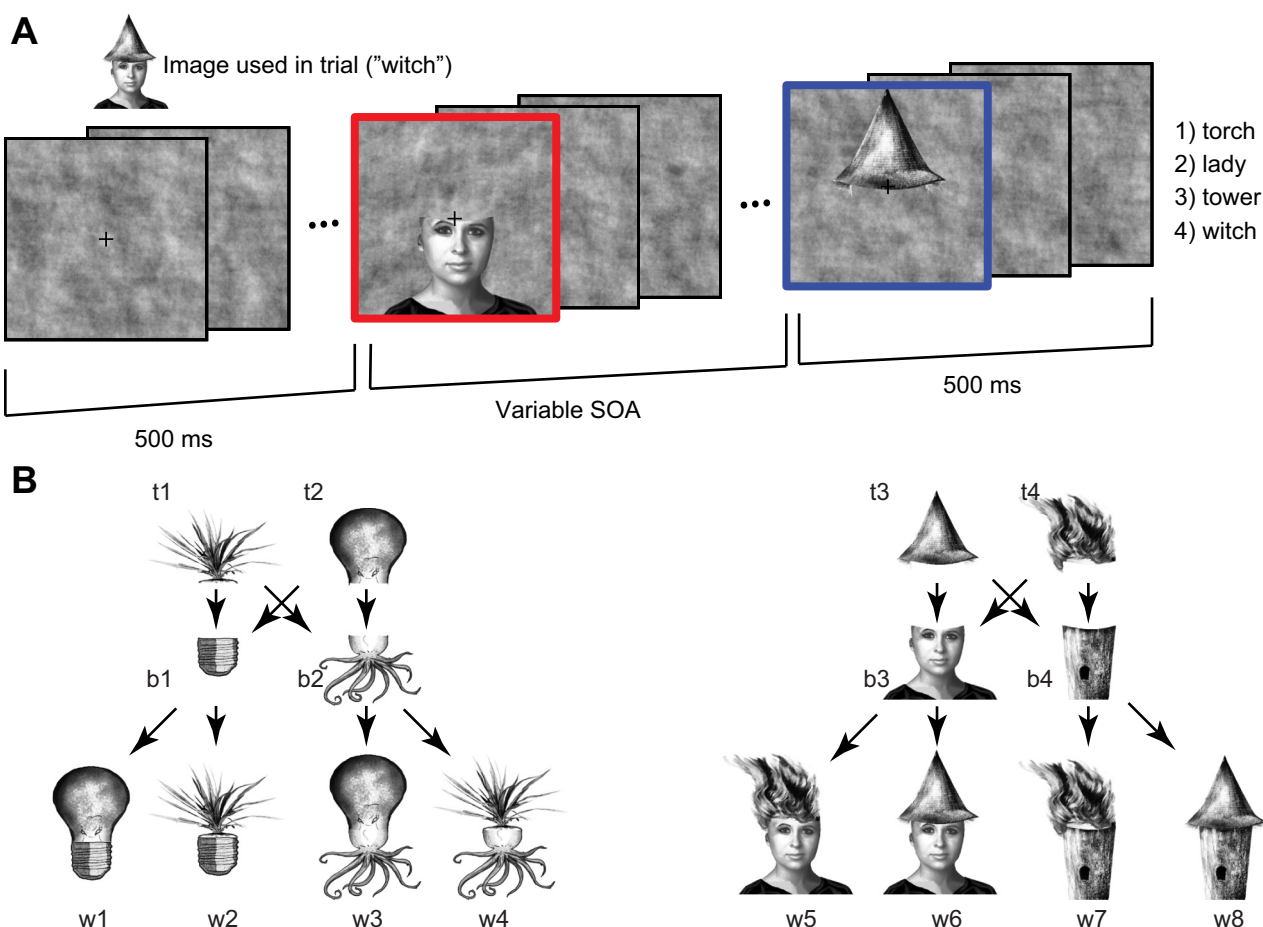 A
Image used in trial (”witch”)
1) torch
2) lady
3) tower
4) witch
500 ms
Variable SOA
500 ms
B
t1 t2 t3 t4
b1 b2 b3 b4
w1 w2 w3 w4 w5 w6 w7 w8